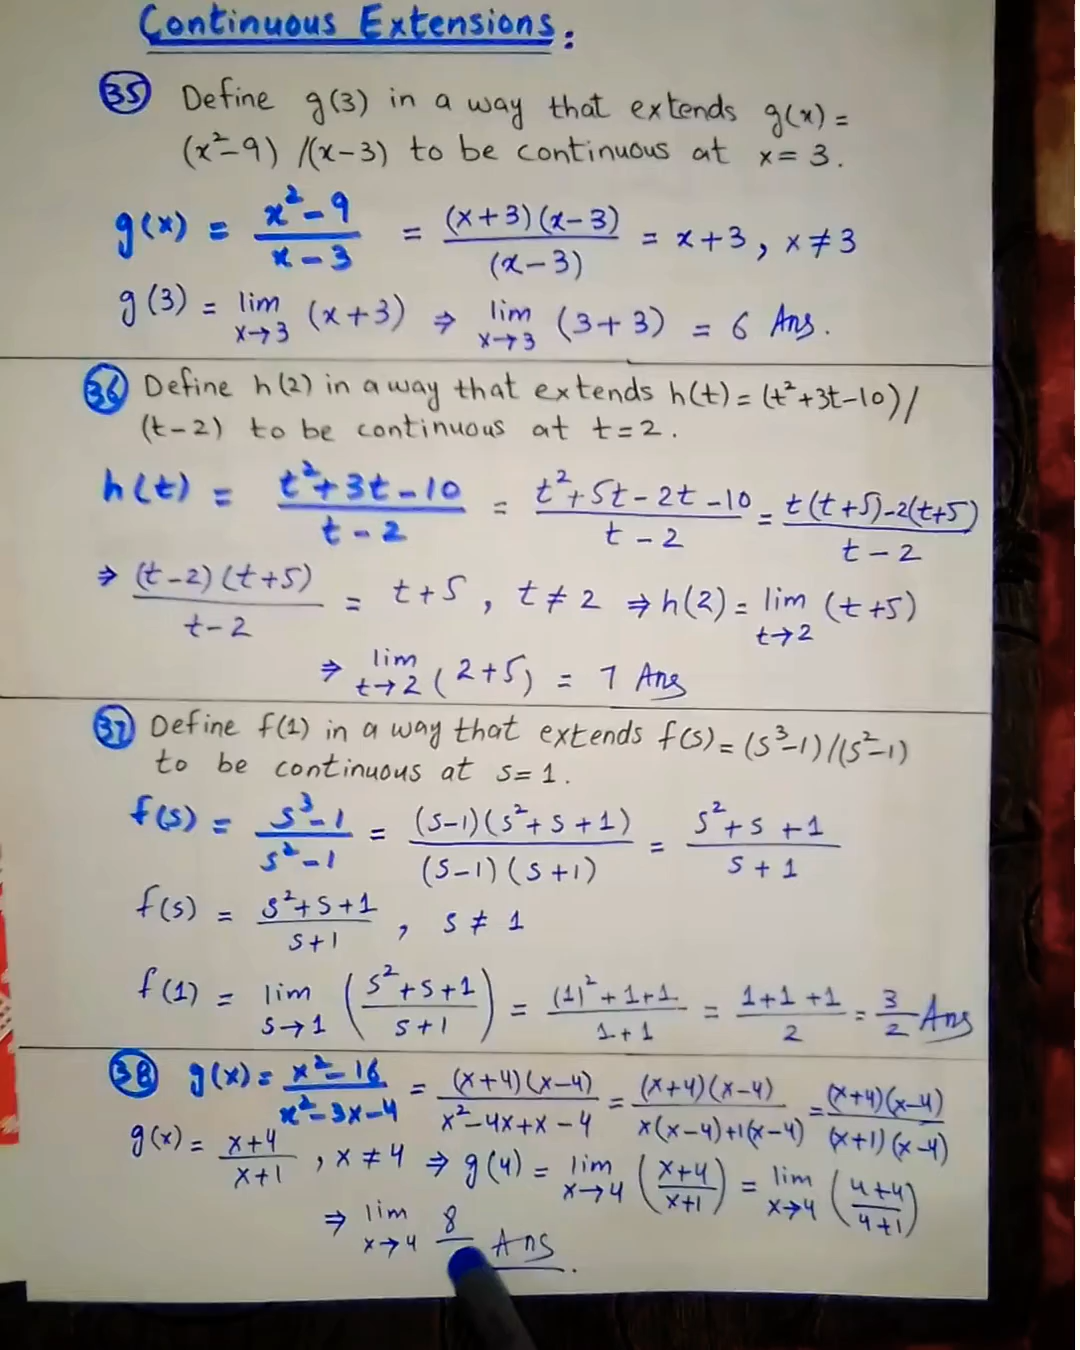 Continuous Extensions:
35 Define g(3) in a way that extends g(x) =
(x²-9) /(x-3) to be continuous at x = 3.
g(x) = x²-9 / x-3 = (x+3)(x-3) / (x-3) = x+3, x≠3
g(3) = lim x→3 (x+3) ⇒ lim x→3 (3+3) = 6 Ans.
36 Define h(2) in a way that extends h(t) = (t²+3t-10)/
(t-2) to be continuous at t=2.
h(t) = t²+3t-10 / t-2 = t²+5t-2t-10 / t-2 = t(t+5)-2(t+5) / t-2
⇒ (t-2)(t+5) / t-2 = t+5, t≠2 ⇒ h(2) = lim t→2 (t+5)
⇒ lim t→2 (2+5) = 7 Ans
37 Define f(1) in a way that extends f(s) = (s³-1)/(s²-1)
to be continuous at s=1.
f(s) = s³-1 / s²-1 = (s-1)(s²+s+1) / (s-1)(s+1) = s²+s+1 / s+1
f(s) = s²+s+1 / s+1, s≠1
f(1) = lim s→1 (s²+s+1 / s+1) = (1)²+1+1 / 1+1 = 1+1+1 / 2 = 3/2 Ans
38 g(x) = x²-16 / x²-3x-4 = (x+4)(x-4) / x²-4x+x-4 = (x+4)(x-4) / x(x-4)+1(x-4) = (x+4)(x-4) / (x+1)(x-4)
g(x) = x+4 / x+1, x≠4 ⇒ g(4) = lim x→4 (x+4 / x+1) = lim x→4 (4+4 / 4+1)
⇒ lim x→4 8 / Ans.